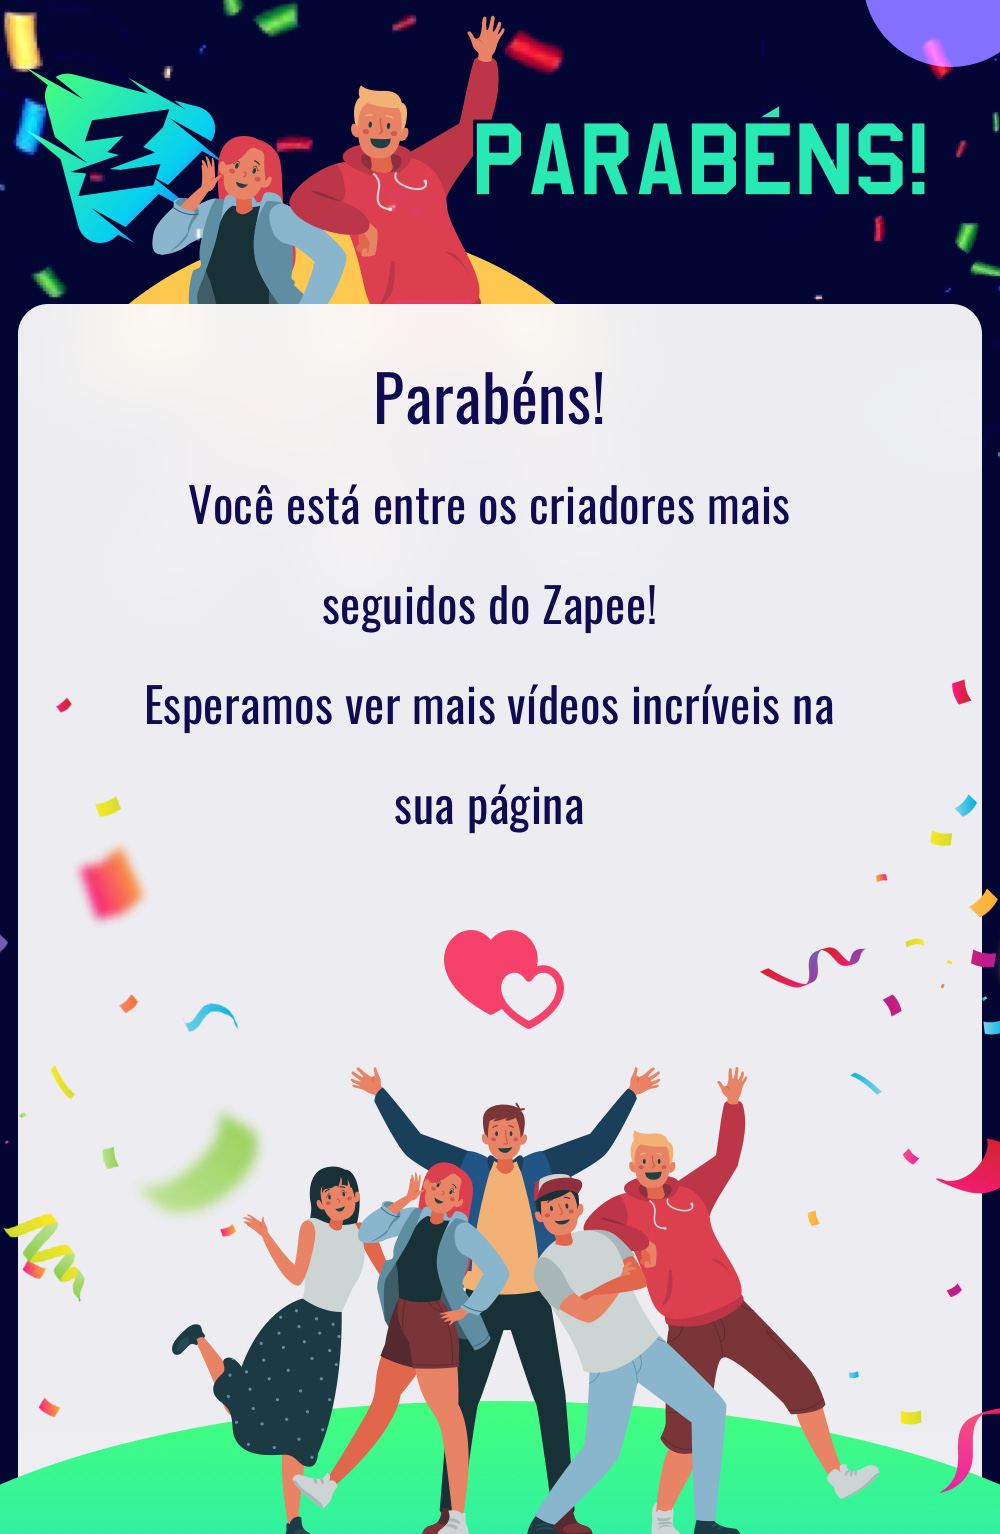 Z
PARABÉNS!
Parabéns!
Você está entre os criadores mais
seguidos do Zapee!
Esperamos ver mais vídeos incríveis na
sua página